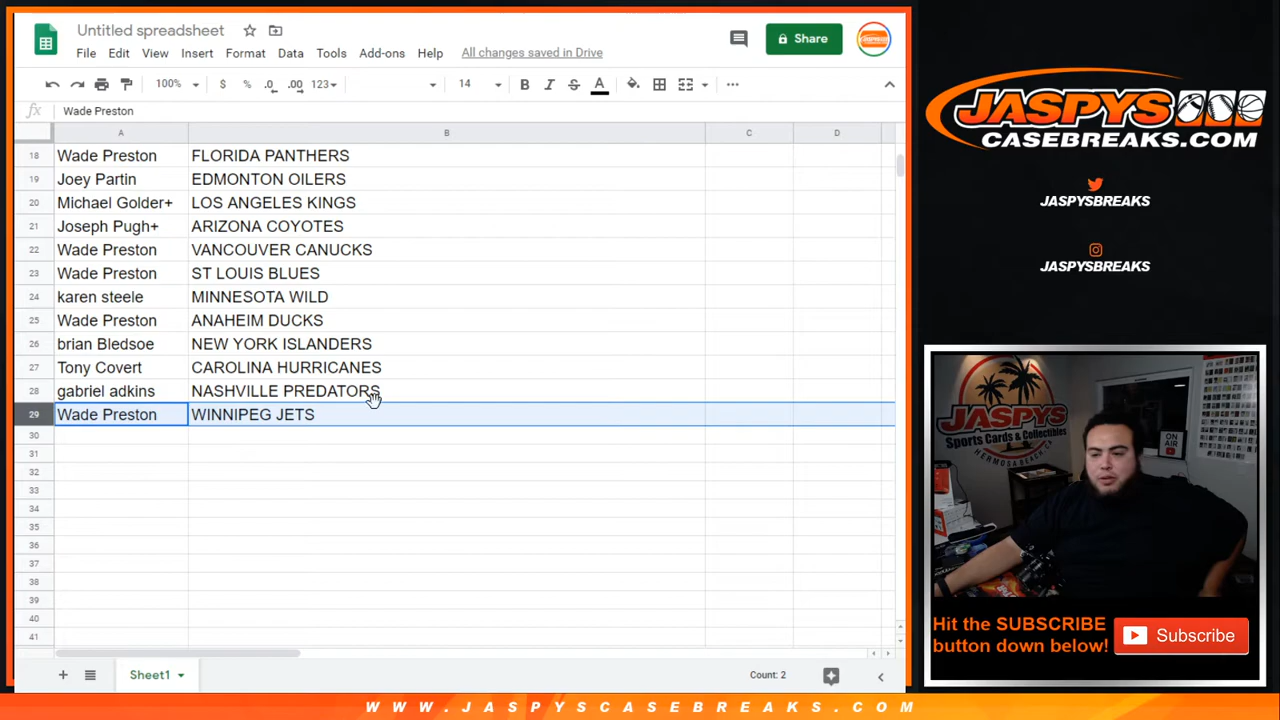 Untitled spreadsheet
File Edit View Insert Format Data Tools Add-ons Help All changes saved in Drive
Share
100% $ % .0 .00 123 14 B I S A
fx Wade Preston
A B C D
18 Wade Preston FLORIDA PANTHERS
19 Joey Partin EDMONTON OILERS
20 Michael Golder+ LOS ANGELES KINGS
21 Joseph Pugh+ ARIZONA COYOTES
22 Wade Preston VANCOUVER CANUCKS
23 Wade Preston ST LOUIS BLUES
24 karen steele MINNESOTA WILD
25 Wade Preston ANAHEIM DUCKS
26 brian Bledsoe NEW YORK ISLANDERS
27 Tony Covert CAROLINA HURRICANES
28 gabriel adkins NASHVILLE PREDATORS
29 Wade Preston WINNIPEG JETS
30
31
32
33
34
35
36
37
38
39
40
41
Sheet1
Count: 2
JASPYS
CASEBREAKS.COM
JASPYSBREAKS
JASPYSBREAKS
JASPYS
Sports Cards & Collectibles
HERMOSA BEACH, CA
ON AIR
Hit the SUBSCRIBE
button down below!
Subscribe
WWW.JASPYSCASEBREAKS.COM